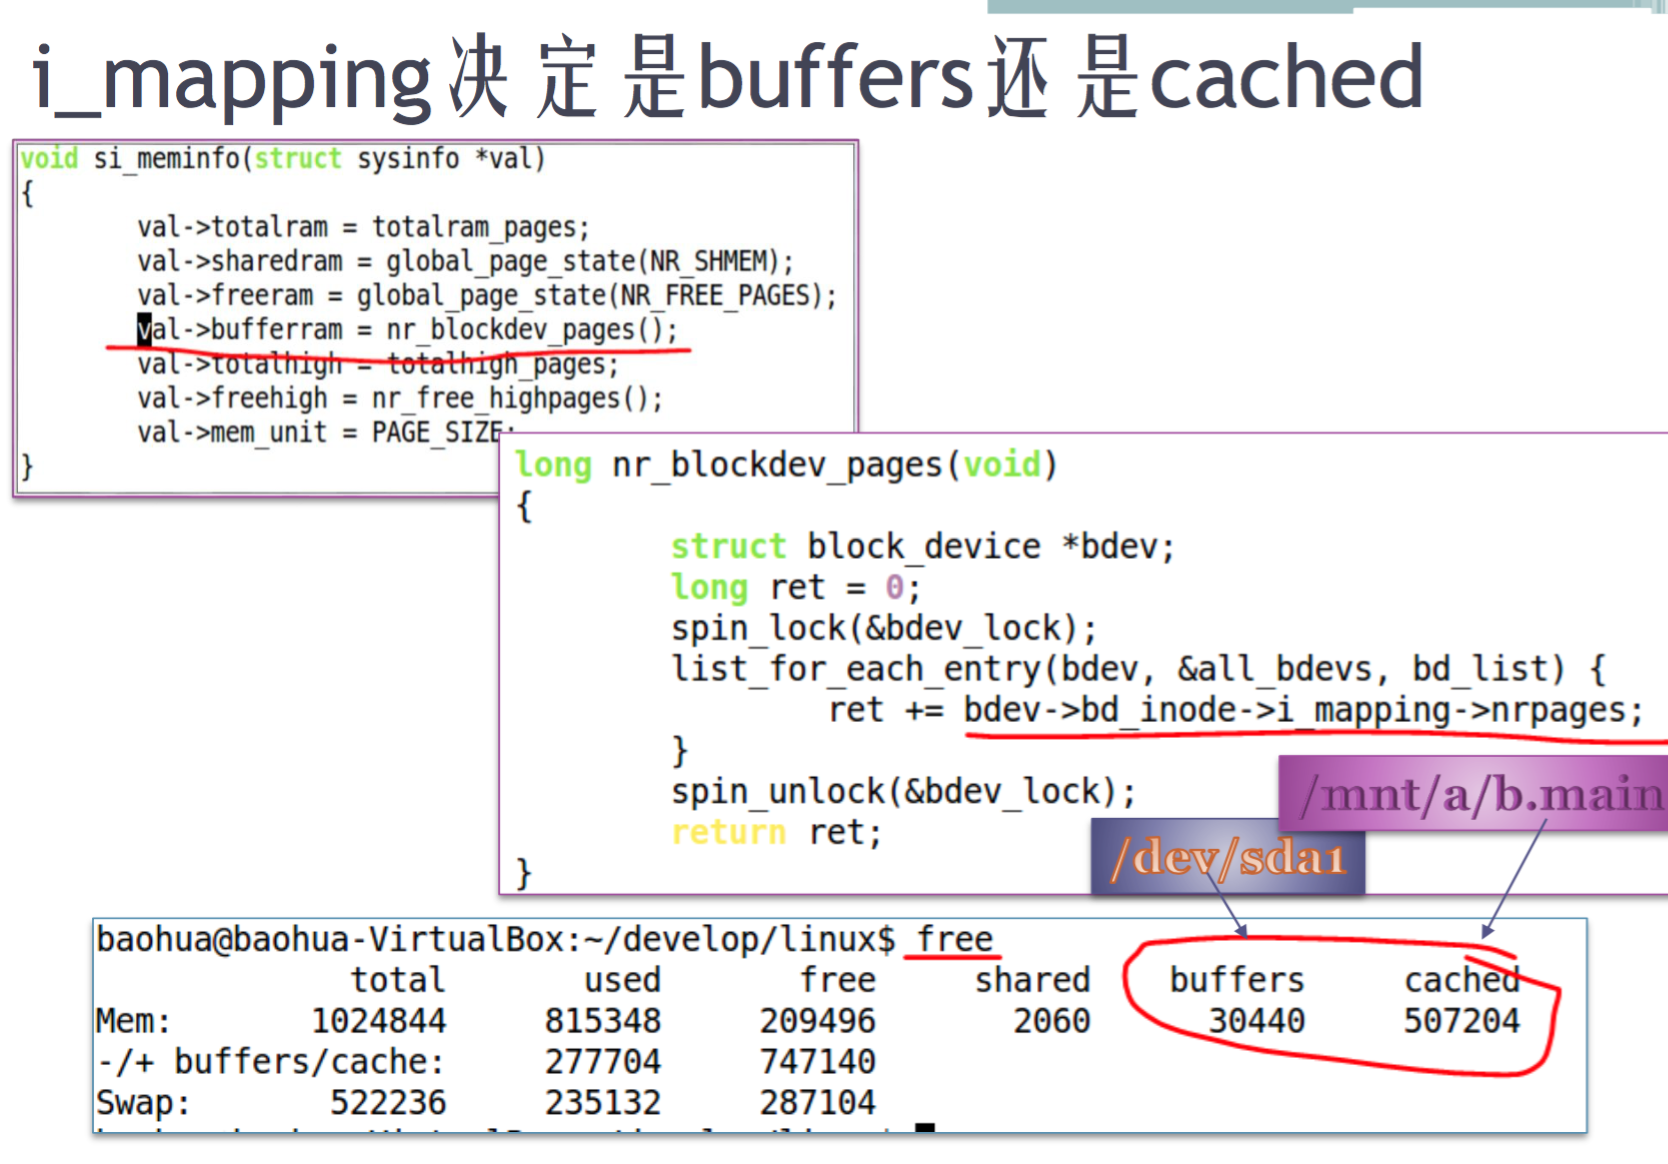 i_mapping决定是buffers还是cached
void si_meminfo(struct sysinfo *val)
{
val->totalram = totalram_pages;
val->sharedram = global_page_state(NR_SHMEM);
val->freeram = global_page_state(NR_FREE_PAGES);
val->bufferram = nr_blockdev_pages();
val->totalhigh = totalhigh_pages;
val->freehigh = nr_free_highpages();
val->mem_unit = PAGE_SIZE;
}
long nr_blockdev_pages(void)
{
struct block_device *bdev;
long ret = 0;
spin_lock(&bdev_lock);
list_for_each_entry(bdev, &all_bdevs, bd_list) {
ret += bdev->bd_inode->i_mapping->nrpages;
}
spin_unlock(&bdev_lock);
return ret;
}
/mnt/a/b.main
/dev/sda1
baohua@baohua-VirtualBox:~/develop/linux$ free
total used free shared buffers cached
Mem: 1024844 815348 209496 2060 30440 507204
-/+ buffers/cache: 277704 747140
Swap: 522236 235132 287104